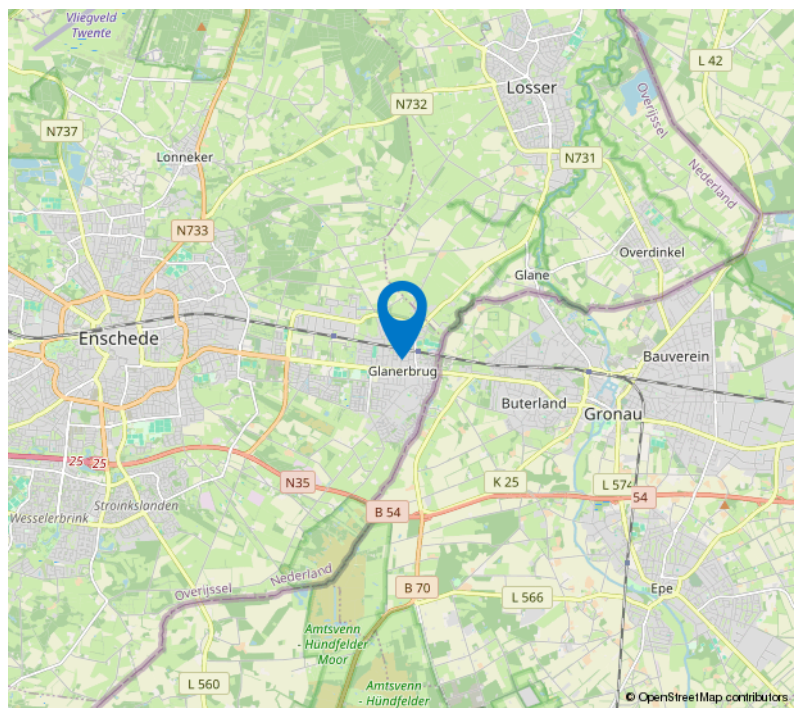 Vliegveld
Twente
L 42
Losser
N732
Overijssel
N737
Lonneker
N731
Nederland
N733
Overdinkel
Glane
Enschede
Bauverein
Glanerbrug
Buterland
Gronau
25
25
N35
K 25
L 574
54
Stroinkslanden
B 54
Wesselerbrink
Overijssel
Nederland
B 70
L 566
Epe
Amtsvenn
- Hündfelder
Moor
L 560
Amtsvenn
- Hündfelder
© OpenStreetMap contributors